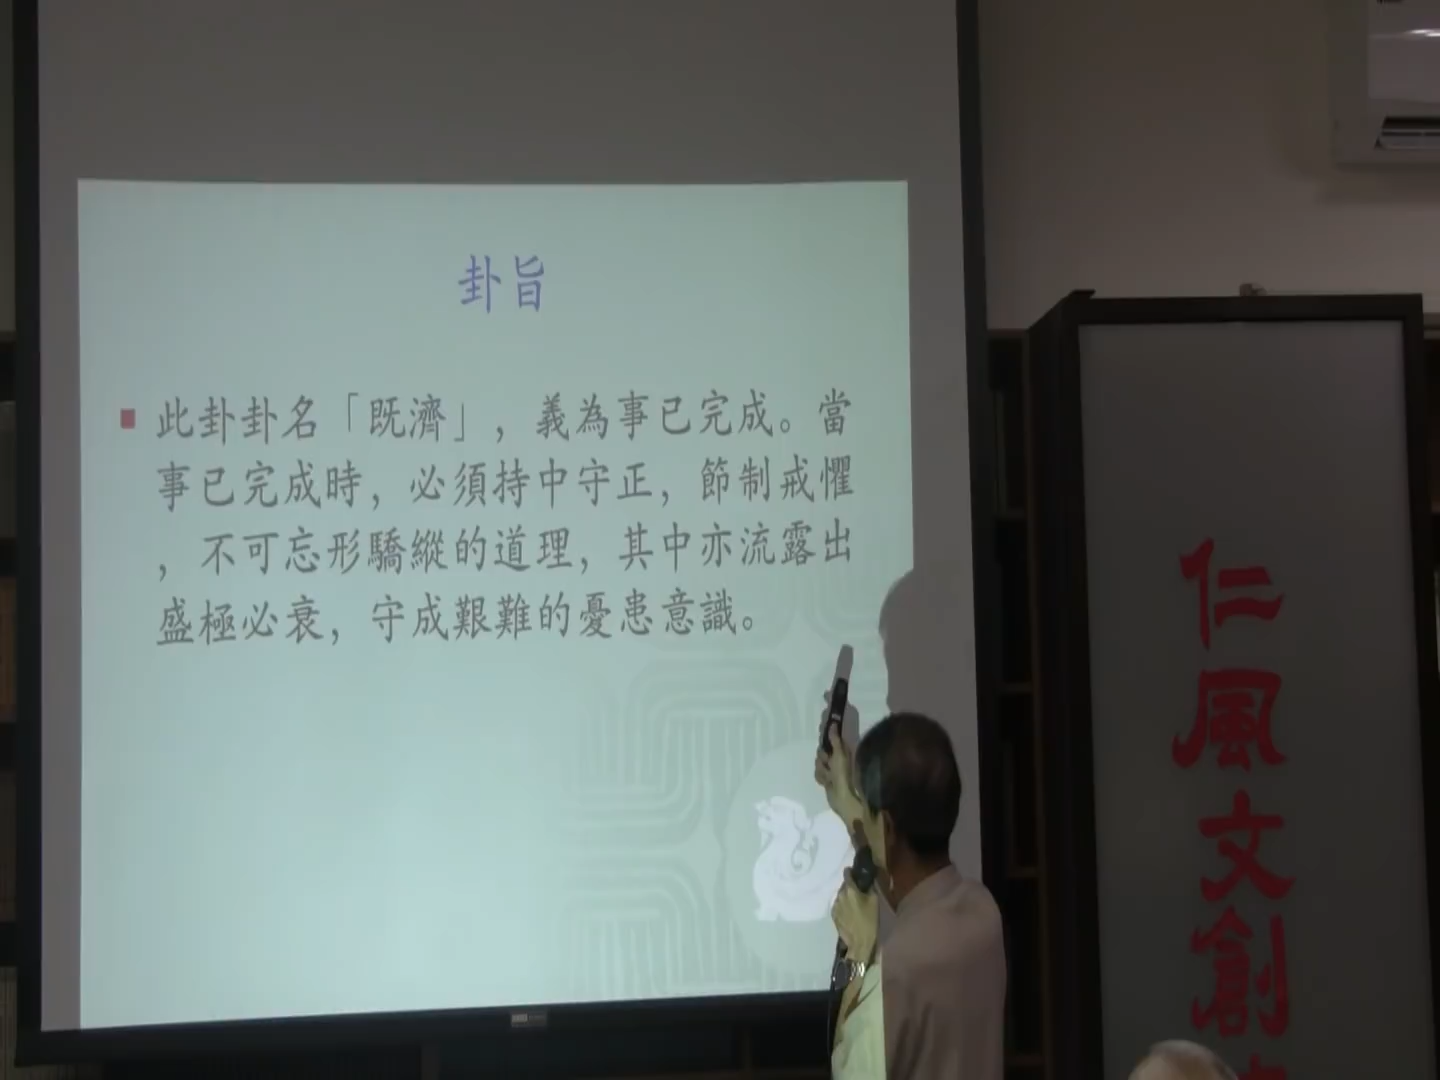 卦旨
此卦卦名「既濟」，義為事已完成。當
事已完成時，必須持中守正，節制戒懼
，不可忘形驕縱的道理，其中亦流露出
盛極必衰，守成艱難的憂患意識。
仁風文創